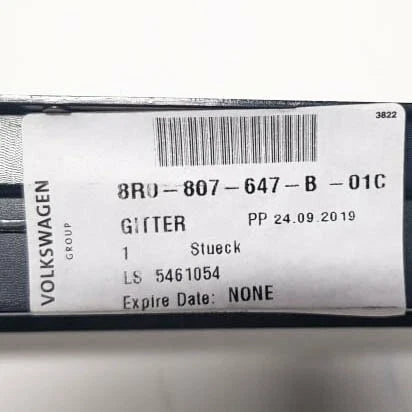 3822
8R0-807-647-B -01C
GITTER PP 24.09.2019
1 Stueck
LS 5461054
Expire Date: NONE
VOLKSWAGEN
GROUP